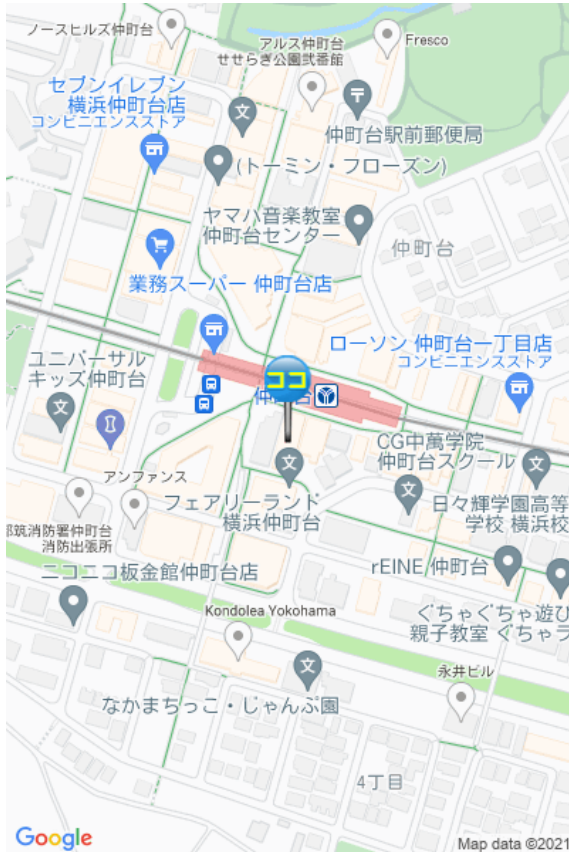 ノースヒルズ仲町台
アルス仲町台
せせらぎ公園弐番館
Fresco
セブンイレブン
横浜仲町台店
コンビニエンスストア
仲町台駅前郵便局
(トーミン・フローズン)
ヤマハ音楽教室
仲町台センター
仲町台
業務スーパー 仲町台店
ローソン 仲町台一丁目店
コンビニエンスストア
ユニバーサル
キッズ仲町台
ココ
仲町台
CG中萬学院
仲町台スクール
アンファンス
フェアリーランド
横浜仲町台
日々輝学園高等
学校 横浜校
筑消防署仲町台
消防出張所
rEINE 仲町台
ニコニコ板金館仲町台店
Kondolea Yokohama
ぐちゃぐちゃ遊び
親子教室 ぐちゃラ
永井ビル
なかまちっこ・じゃんぷ園
4丁目
Google
Map data ©2021